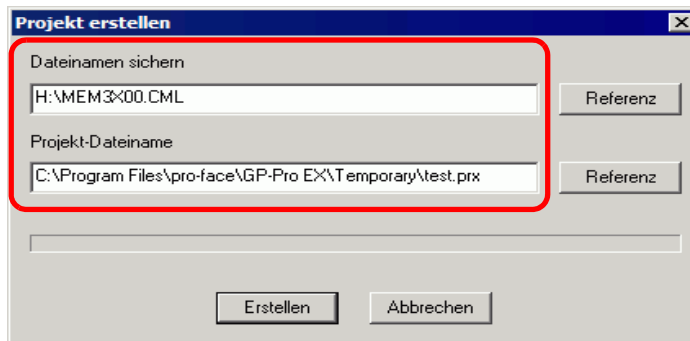 Projekt erstellen
Dateinamen sichern
H:\MEM3X00.CML
Referenz
Projekt-Dateiname
C:\Program Files\pro-face\GP-Pro EX\Temporary\test.prx
Referenz
Erstellen
Abbrechen